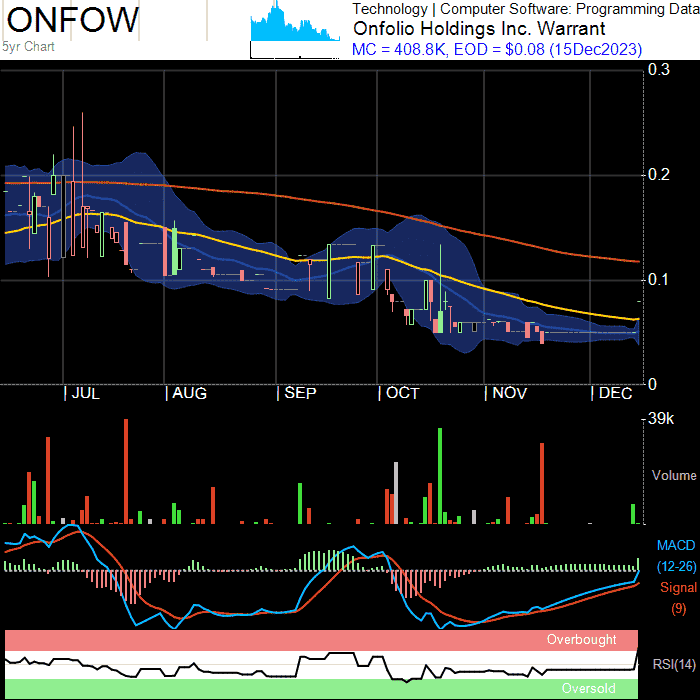 ONFOW
5yr Chart
Technology | Computer Software: Programming Data
Onfolio Holdings Inc. Warrant
MC = 408.8K, EOD = $0.08 (15Dec2023)
0.3
0.2
0.1
0
| JUL | AUG | SEP | OCT | NOV | DEC
39k
Volume
MACD
(12-26)
Signal
(9)
Overbought
RSI(14)
Oversold